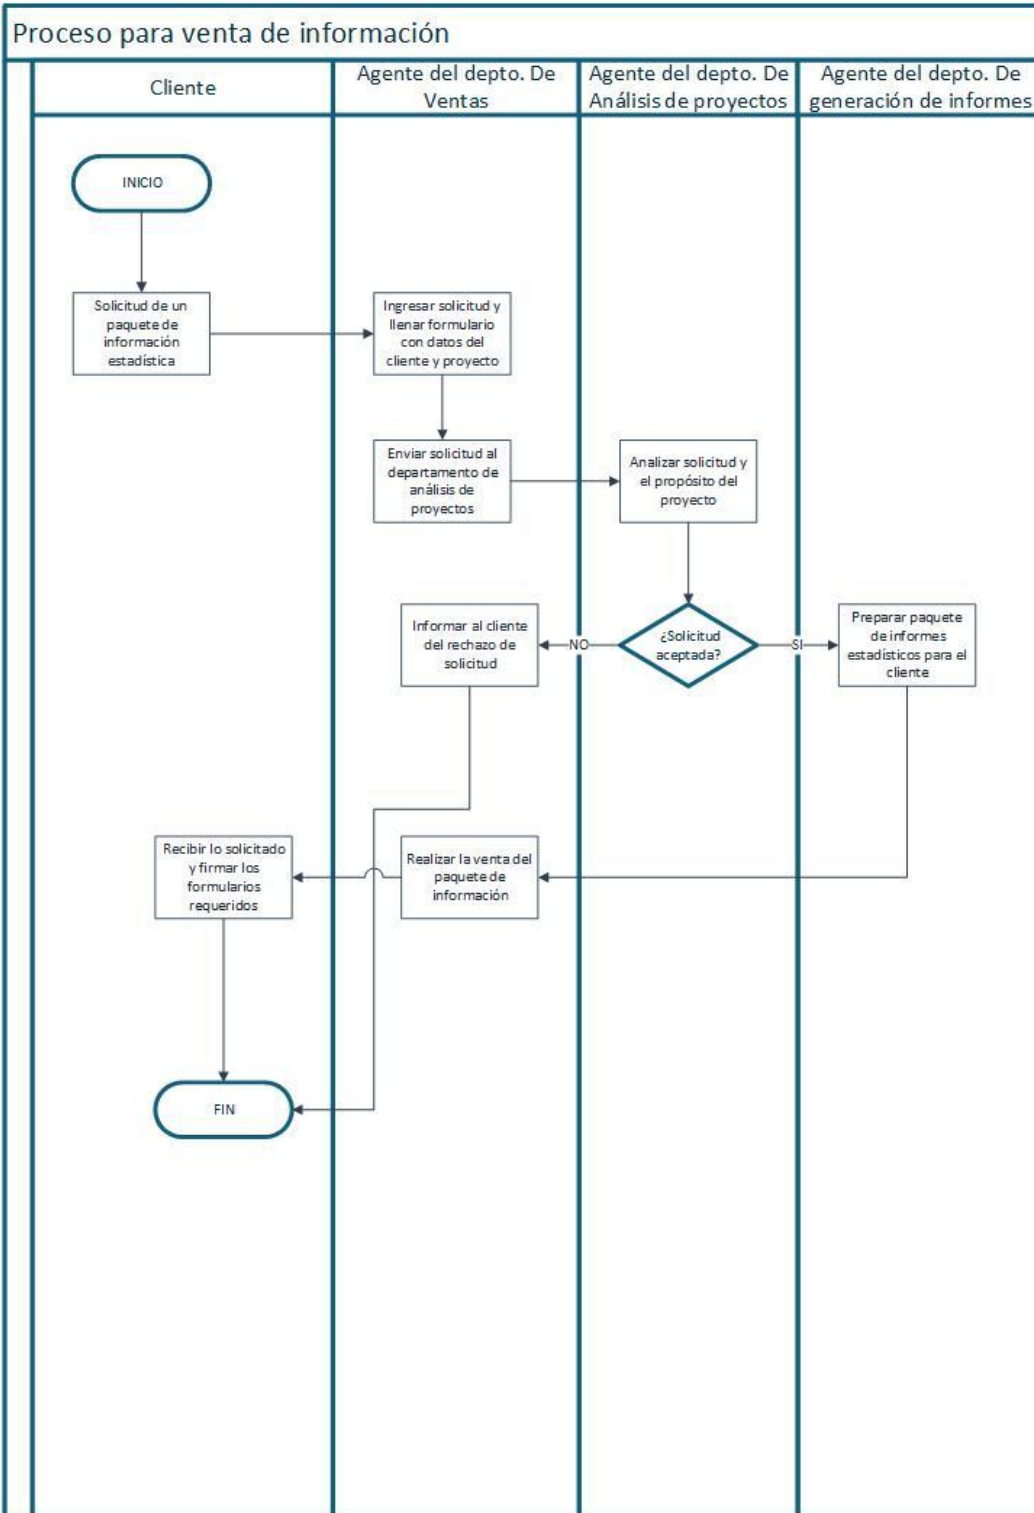 Proceso para venta de información
Cliente
Agente del depto. De
Ventas
Agente del depto. De
Análisis de proyectos
Agente del depto. De
generación de informes
INICIO
Solicitud de un
paquete de
información
estadística
Ingresar solicitud y
llenar formulario
con datos del
cliente y proyecto
Enviar solicitud al
departamento de
análisis de
proyectos
Analizar solicitud y
el propósito del
proyecto
Informar al cliente
del rechazo de
solicitud
NO
¿Solicitud
aceptada?
SI
Preparar paquete
de informes
estadísticos para el
cliente
Recibir lo solicitado
y firmar los
formularios
requeridos
Realizar la venta del
paquete de
información
FIN